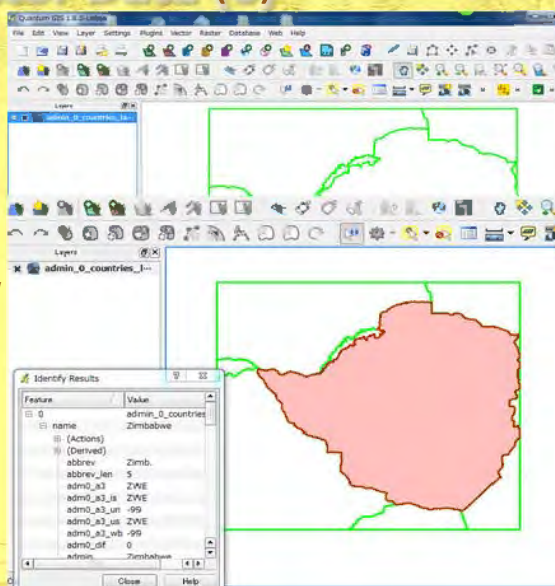 Quantum GIS 1.8.0-Lisboa
File Edit View Layer Settings Plugins Vector Raster Database Web Help
Layers
admin_0_countries_la...
Layers
admin_0_countries_l...
Identify Results
Feature Value
0 admin_0_countries
name Zimbabwe
(Actions)
(Derived)
abbrev Zimb.
abbrev_len 5
adm0_a3 ZWE
adm0_a3_is ZWE
adm0_a3_un -99
adm0_a3_us ZWE
adm0_a3_wb -99
adm0_dif 0
admin Zimbabwe
Close Help